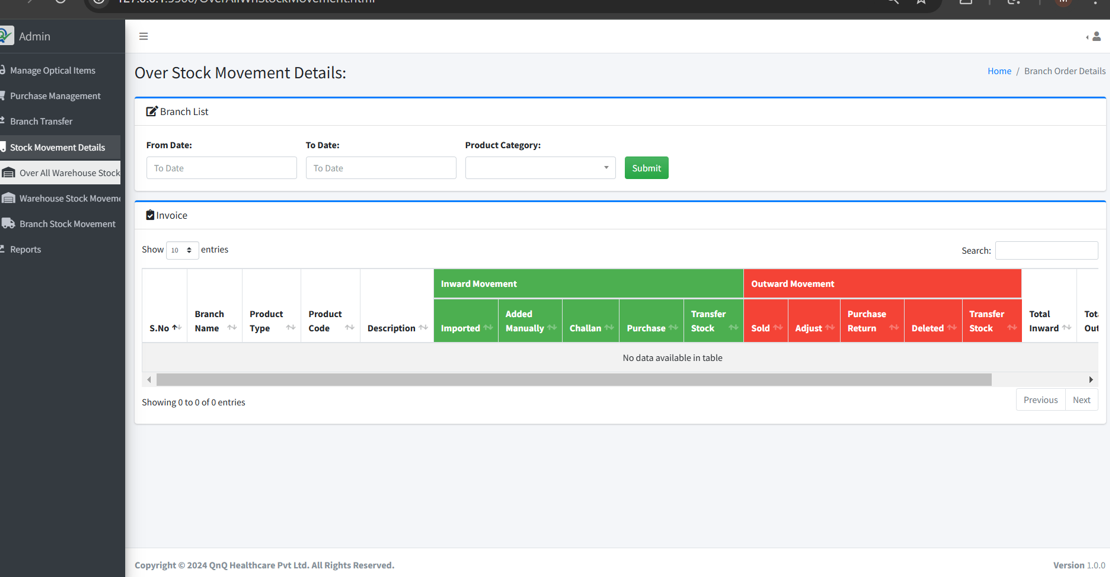 Admin
Manage Optical Items
Purchase Management
Branch Transfer
Stock Movement Details
Over All Warehouse Stock
Warehouse Stock Movem
Branch Stock Movement
Reports
Over Stock Movement Details:
Home / Branch Order Details
Branch List
From Date: To Date: Product Category:
To Date To Date Submit
Invoice
Show 10 entries Search:
Inward Movement Outward Movement
S.No Branch Name Product Type Product Code Description Imported Added Manually Challan Purchase Transfer Stock Sold Adjust Purchase Return Deleted Transfer Stock Total Inward
No data available in table
Showing 0 to 0 of 0 entries Previous Next
Copyright © 2024 QnQ Healthcare Pvt Ltd. All Rights Reserved. Version 1.0.0